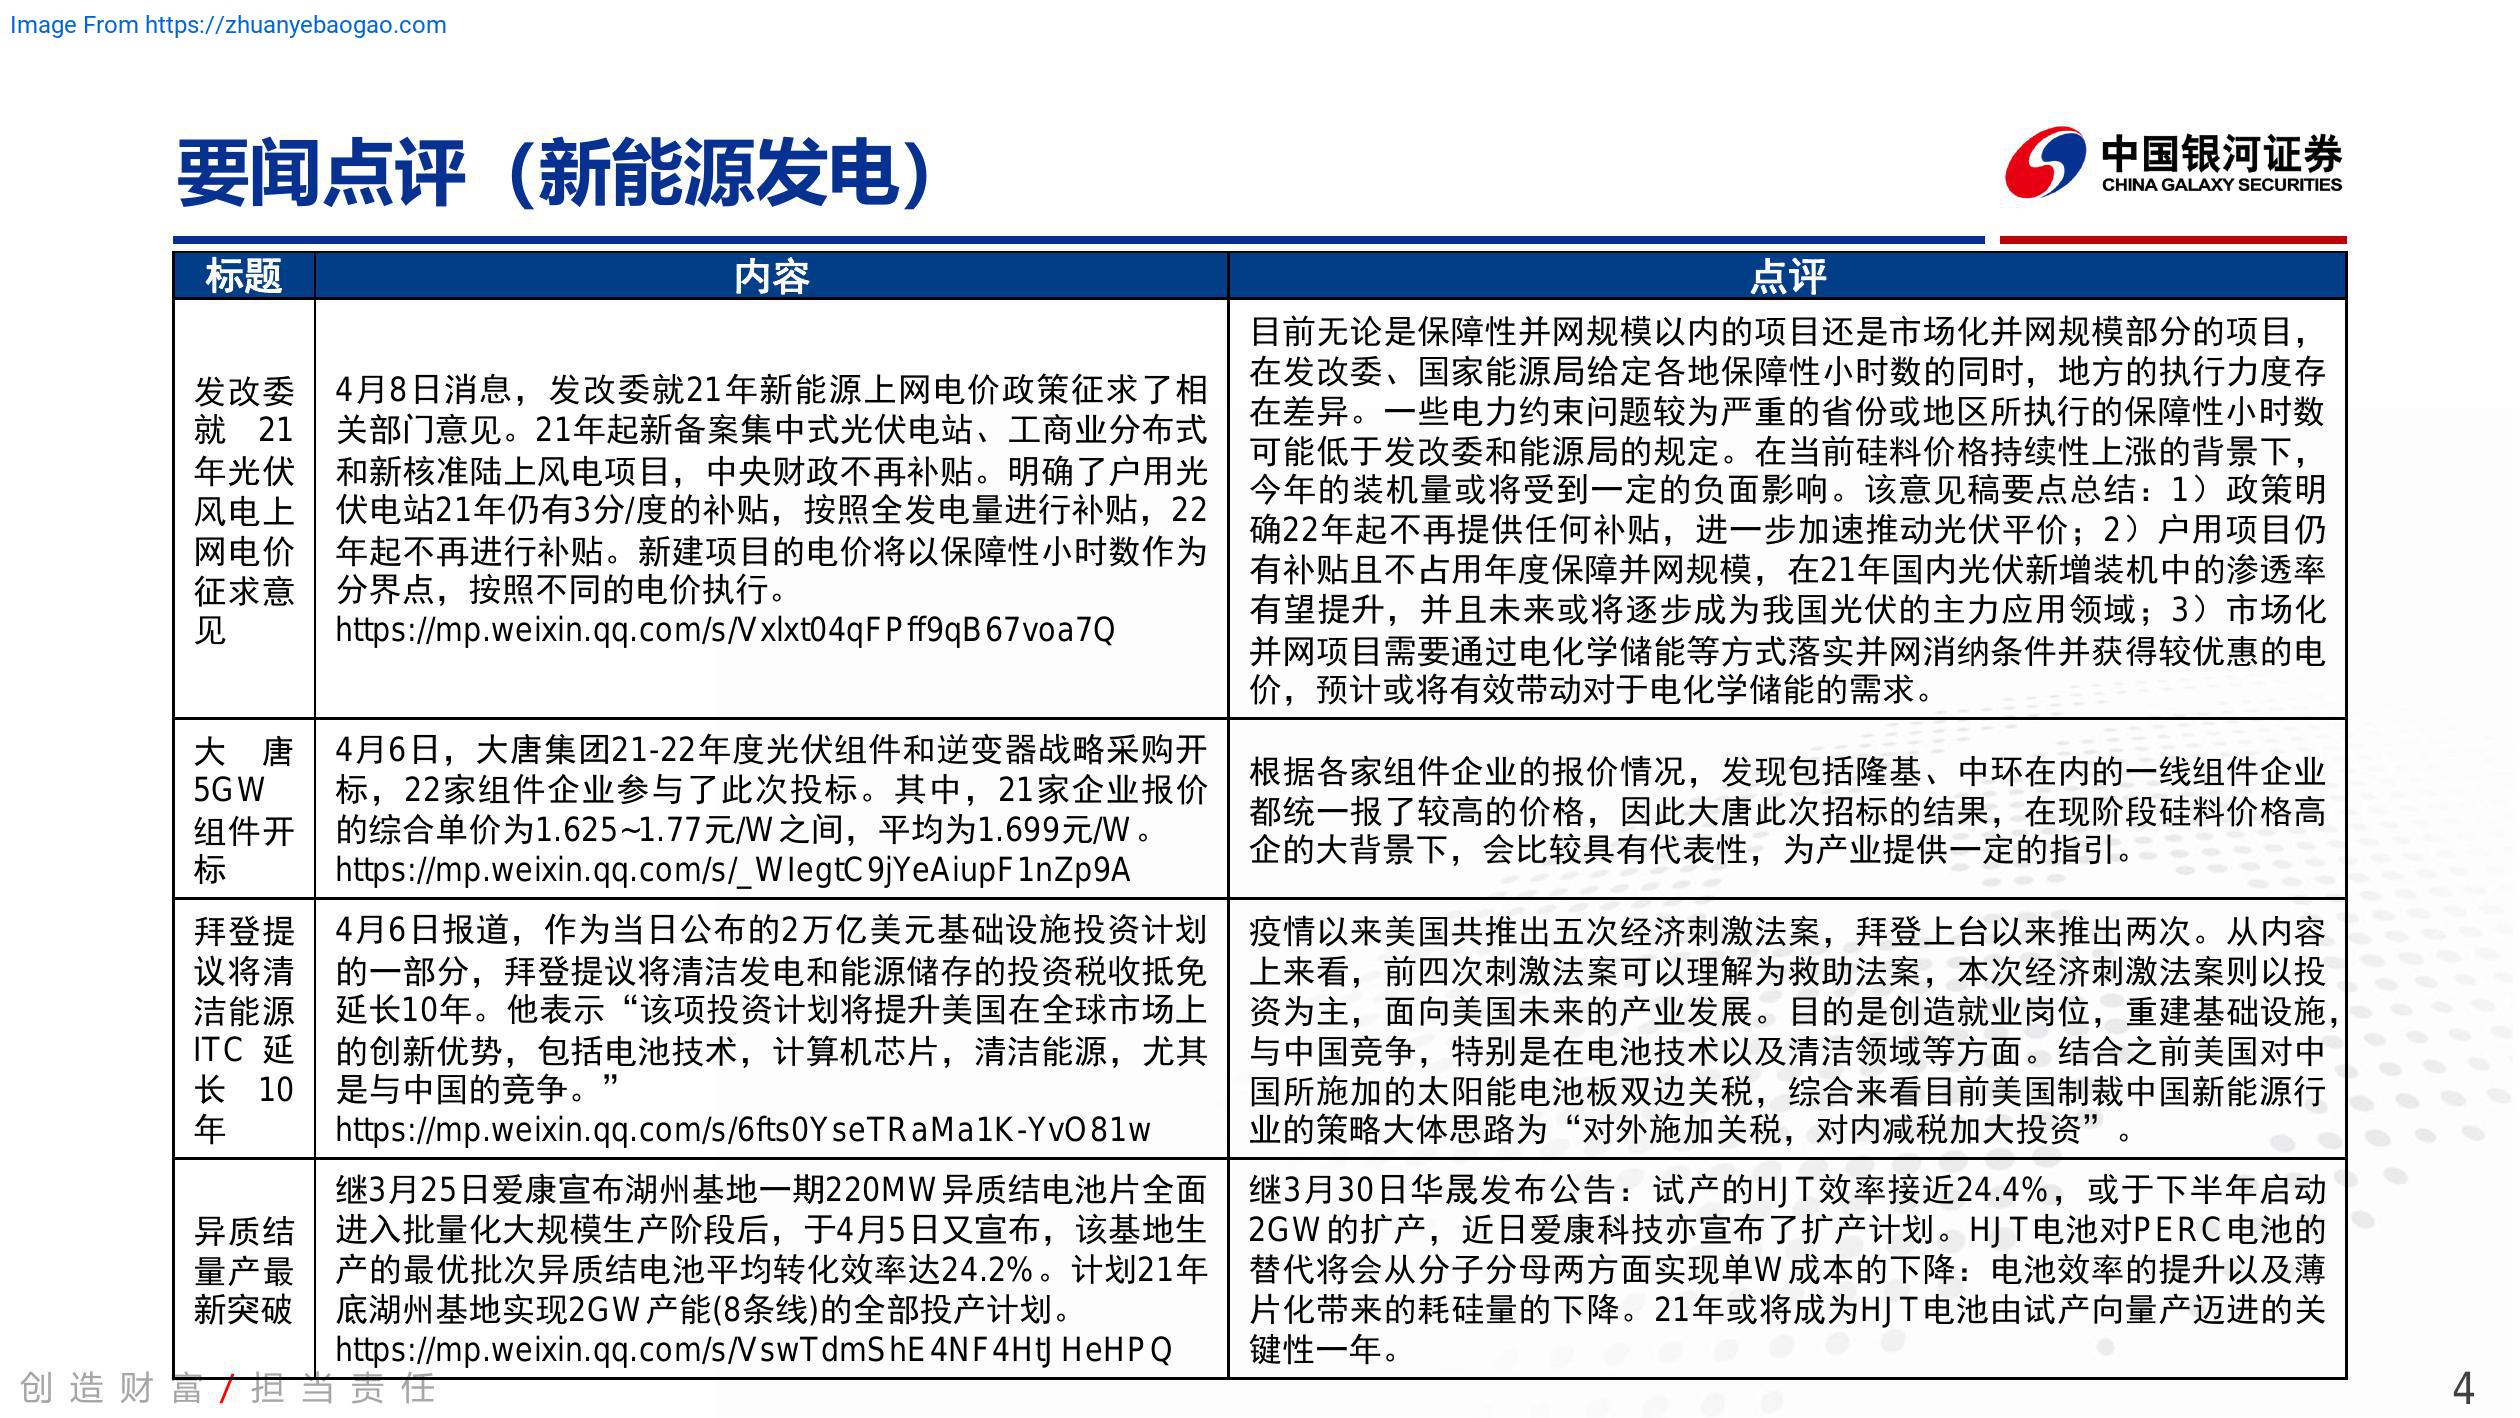 Image From https://zhuanyebaogao.com
要闻点评（新能源发电）
中国银河证券
CHINA GALAXY SECURITIES
标题
内容
点评
发改委
就 21
年光伏
风电上
网电价
征求意
见
4月8日消息，发改委就21年新能源上网电价政策征求了相
关部门意见。21年起新备案集中式光伏电站、工商业分布式
和新核准陆上风电项目，中央财政不再补贴。明确了户用光
伏电站21年仍有3分/度的补贴，按照全发电量进行补贴，22
年起不再进行补贴。新建项目的电价将以保障性小时数作为
分界点，按照不同的电价执行。
https://mp.weixin.qq.com/s/Vxlxt04qFPff9qB67voa7Q
目前无论是保障性并网规模以内的项目还是市场化并网规模部分的项目，
在发改委、国家能源局给定各地保障性小时数的同时，地方的执行力度存
在差异。一些电力约束问题较为严重的省份或地区所执行的保障性小时数
可能低于发改委和能源局的规定。在当前硅料价格持续性上涨的背景下，
今年的装机量或将受到一定的负面影响。该意见稿要点总结：1）政策明
确22年起不再提供任何补贴，进一步加速推动光伏平价；2）户用项目仍
有补贴且不占用年度保障并网规模，在21年国内光伏新增装机中的渗透率
有望提升，并且未来或将逐步成为我国光伏的主力应用领域；3）市场化
并网项目需要通过电化学储能等方式落实并网消纳条件并获得较优惠的电
价，预计或将有效带动对于电化学储能的需求。
大 唐
5GW
组件开
标
4月6日，大唐集团21-22年度光伏组件和逆变器战略采购开
标，22家组件企业参与了此次投标。其中，21家企业报价
的综合单价为1.625~1.77元/W之间，平均为1.699元/W。
https://mp.weixin.qq.com/s/_WIegtC9jYeAiupF1nZp9A
根据各家组件企业的报价情况，发现包括隆基、中环在内的一线组件企业
都统一报了较高的价格，因此大唐此次招标的结果，在现阶段硅料价格高
企的大背景下，会比较具有代表性，为产业提供一定的指引。
拜登提
议将清
洁能源
ITC 延
长 10
年
4月6日报道，作为当日公布的2万亿美元基础设施投资计划
的一部分，拜登提议将清洁发电和能源储存的投资税收抵免
延长10年。他表示“该项投资计划将提升美国在全球市场上
的创新优势，包括电池技术，计算机芯片，清洁能源，尤其
是与中国的竞争。”
https://mp.weixin.qq.com/s/6fts0YseTRaMa1K-YvO81w
疫情以来美国共推出五次经济刺激法案，拜登上台以来推出两次。从内容
上来看，前四次刺激法案可以理解为救助法案，本次经济刺激法案则以投
资为主，面向美国未来的产业发展。目的是创造就业岗位，重建基础设施，
与中国竞争，特别是在电池技术以及清洁领域等方面。结合之前美国对中
国所施加的太阳能电池板双边关税，综合来看目前美国制裁中国新能源行
业的策略大体思路为“对外施加关税，对内减税加大投资”。
异质结
量产最
新突破
继3月25日爱康宣布湖州基地一期220MW异质结电池片全面
进入批量化大规模生产阶段后，于4月5日又宣布，该基地生
产的最优批次异质结电池平均转化效率达24.2%。计划21年
底湖州基地实现2GW产能(8条线)的全部投产计划。
https://mp.weixin.qq.com/s/VswTdmShE4NF4HtJHeHPQ
继3月30日华晟发布公告：试产的HJT效率接近24.4%，或于下半年启动
2GW的扩产，近日爱康科技亦宣布了扩产计划。HJT电池对PERC电池的
替代将会从分子分母两方面实现单W成本的下降：电池效率的提升以及薄
片化带来的耗硅量的下降。21年或将成为HJT电池由试产向量产迈进的关
键性一年。
创造财富/担当责任
4